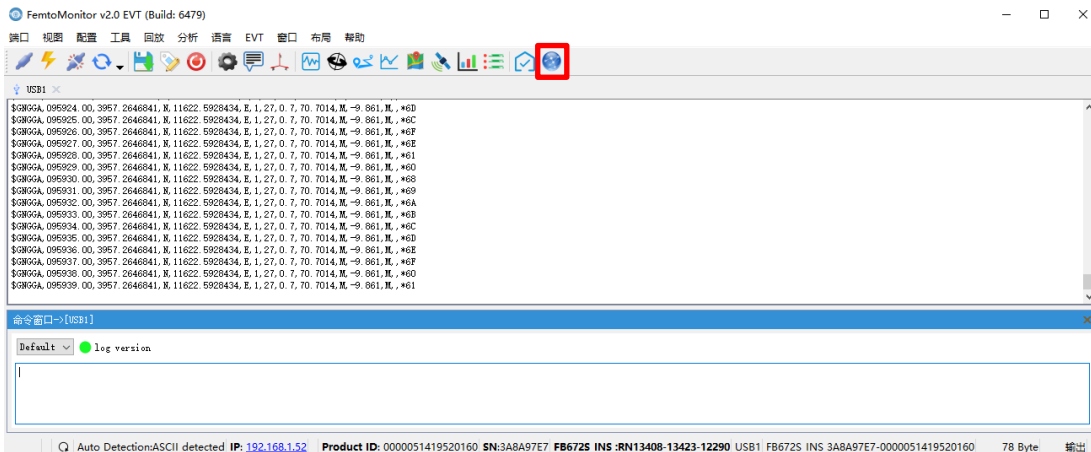 FemtoMonitor v2.0 EVT (Build: 6479)
端口 视图 配置 工具 回放 分析 语言 EVT 窗口 布局 帮助
USB1
$GNGGA,095924.00,3957.2646841,N,11622.5928434,E,1,27,0.7,70.7014,M,-9.861,M,,*6D
$GNGGA,095925.00,3957.2646841,N,11622.5928434,E,1,27,0.7,70.7014,M,-9.861,M,,*6C
$GNGGA,095926.00,3957.2646841,N,11622.5928434,E,1,27,0.7,70.7014,M,-9.861,M,,*6F
$GNGGA,095927.00,3957.2646841,N,11622.5928434,E,1,27,0.7,70.7014,M,-9.861,M,,*6E
$GNGGA,095928.00,3957.2646841,N,11622.5928434,E,1,27,0.7,70.7014,M,-9.861,M,,*61
$GNGGA,095929.00,3957.2646841,N,11622.5928434,E,1,27,0.7,70.7014,M,-9.861,M,,*60
$GNGGA,095930.00,3957.2646841,N,11622.5928434,E,1,27,0.7,70.7014,M,-9.861,M,,*68
$GNGGA,095931.00,3957.2646841,N,11622.5928434,E,1,27,0.7,70.7014,M,-9.861,M,,*69
$GNGGA,095932.00,3957.2646841,N,11622.5928434,E,1,27,0.7,70.7014,M,-9.861,M,,*6A
$GNGGA,095933.00,3957.2646841,N,11622.5928434,E,1,27,0.7,70.7014,M,-9.861,M,,*6B
$GNGGA,095934.00,3957.2646841,N,11622.5928434,E,1,27,0.7,70.7014,M,-9.861,M,,*6C
$GNGGA,095935.00,3957.2646841,N,11622.5928434,E,1,27,0.7,70.7014,M,-9.861,M,,*6D
$GNGGA,095936.00,3957.2646841,N,11622.5928434,E,1,27,0.7,70.7014,M,-9.861,M,,*6E
$GNGGA,095937.00,3957.2646841,N,11622.5928434,E,1,27,0.7,70.7014,M,-9.861,M,,*6F
$GNGGA,095938.00,3957.2646841,N,11622.5928434,E,1,27,0.7,70.7014,M,-9.861,M,,*60
$GNGGA,095939.00,3957.2646841,N,11622.5928434,E,1,27,0.7,70.7014,M,-9.861,M,,*61
命令窗口->[USB1]
Default log version
Auto Detection:ASCII detected IP: 192.168.1.52 Product ID: 0000051419520160 SN:3A8A97E7 FB672S INS :RN13408-13423-12290 USB1 FB672S INS 3A8A97E7-0000051419520160 78 Byte 输出